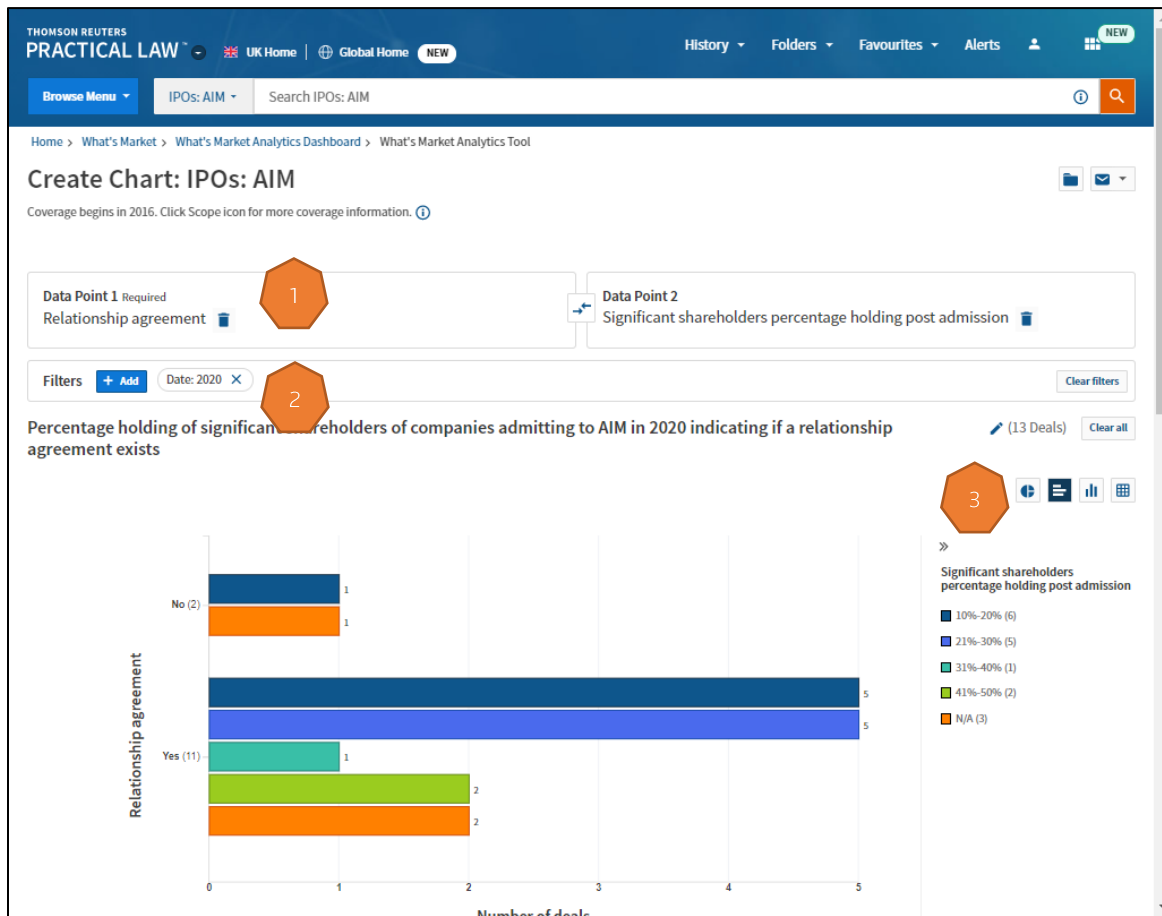 THOMSON REUTERS
PRACTICAL LAW™ UK Home | Global Home NEW
History Folders Favourites Alerts NEW
Browse Menu IPOs: AIM Search IPOs: AIM
Home > What's Market > What's Market Analytics Dashboard > What's Market Analytics Tool
Create Chart: IPOs: AIM
Coverage begins in 2016. Click Scope icon for more coverage information.
Data Point 1 Required
Relationship agreement
1
Data Point 2
Significant shareholders percentage holding post admission
Filters + Add Date: 2020 X Clear filters
2
Percentage holding of significant shareholders of companies admitting to AIM in 2020 indicating if a relationship
agreement exists
(13 Deals) Clear all
3
Significant shareholders
percentage holding post admission
10%-20% (6)
21%-30% (5)
31%-40% (1)
41%-50% (2)
N/A (3)
Relationship agreement
No (2)
1
1
Yes (11)
5
5
1
2
2
0 1 2 3 4 5
Number of deals